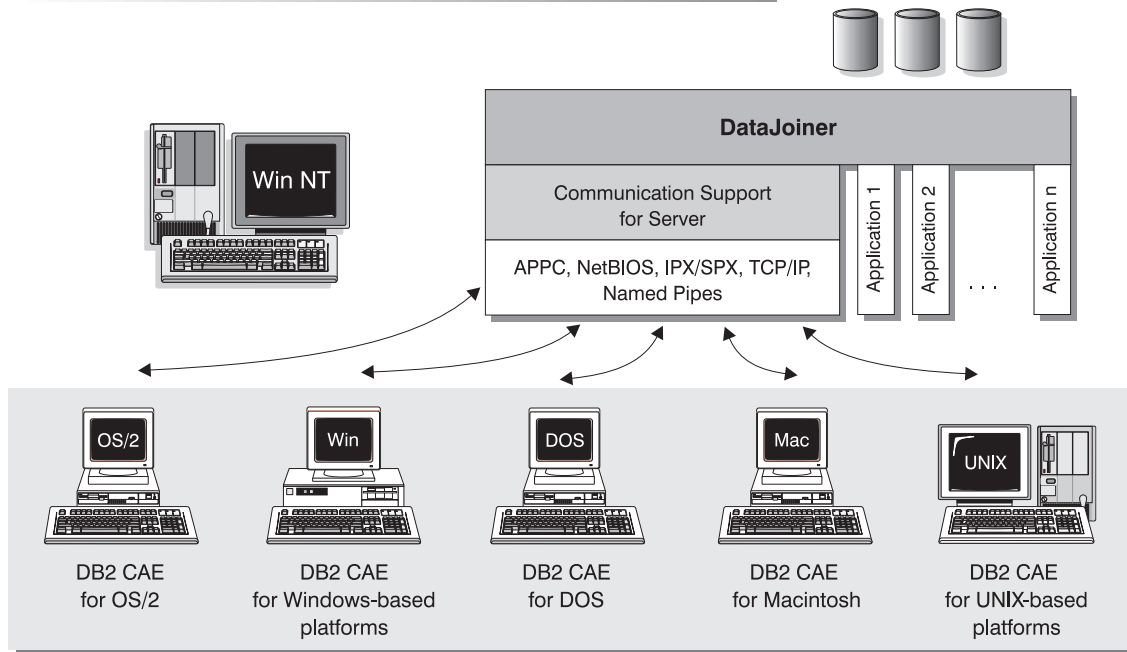 Win NT
DataJoiner
Communication Support
for Server
APPC, NetBIOS, IPX/SPX, TCP/IP,
Named Pipes
Application 1
Application 2
. . .
Application n
OS/2
Win
DOS
Mac
UNIX
DB2 CAE
for OS/2
DB2 CAE
for Windows-based
platforms
DB2 CAE
for DOS
DB2 CAE
for Macintosh
DB2 CAE
for UNIX-based
platforms